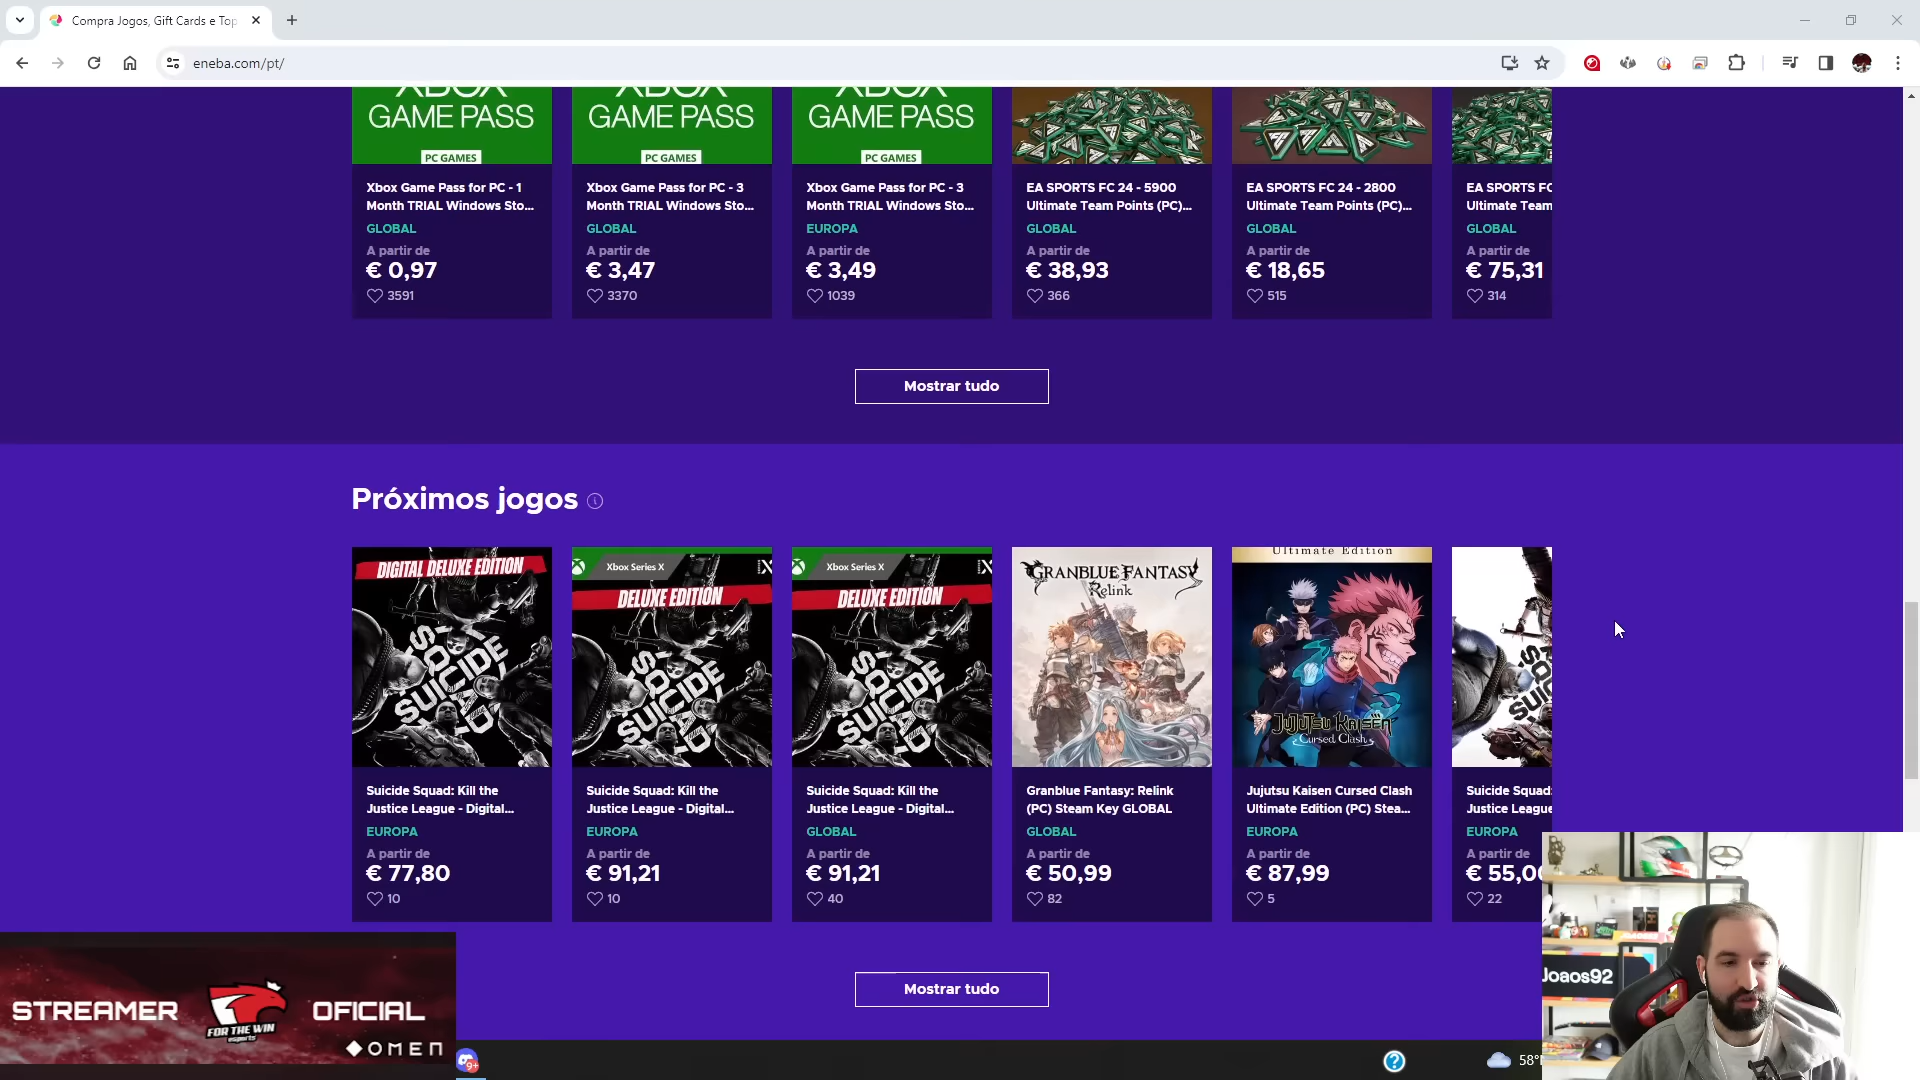 Compra Jogos, Gift Cards e Top
eneba.com/pt/
XBOX
GAME PASS
PC GAMES
XBOX
GAME PASS
PC GAMES
XBOX
GAME PASS
PC GAMES
Xbox Game Pass for PC - 1
Month TRIAL Windows Sto...
GLOBAL
A partir de
€ 0,97
3591
Xbox Game Pass for PC - 3
Month TRIAL Windows Sto...
GLOBAL
A partir de
€ 3,47
3370
Xbox Game Pass for PC - 3
Month TRIAL Windows Sto...
EUROPA
A partir de
€ 3,49
1039
EA SPORTS FC 24 - 5900
Ultimate Team Points (PC)...
GLOBAL
A partir de
€ 38,93
366
EA SPORTS FC 24 - 2800
Ultimate Team Points (PC)...
GLOBAL
A partir de
€ 18,65
515
EA SPORTS FC
Ultimate Team
GLOBAL
A partir de
€ 75,31
314
Mostrar tudo
Próximos jogos
DIGITAL DELUXE EDITION
SUICIDE
Suicide Squad: Kill the
Justice League - Digital...
EUROPA
A partir de
€ 77,80
10
Xbox Series X
DELUXE EDITION
SUICIDE
Suicide Squad: Kill the
Justice League - Digital...
EUROPA
A partir de
€ 91,21
10
Xbox Series X
DELUXE EDITION
SUICIDE
Suicide Squad: Kill the
Justice League - Digital...
GLOBAL
A partir de
€ 91,21
40
GRANBLUE FANTASY
Relink
Granblue Fantasy: Relink
(PC) Steam Key GLOBAL
GLOBAL
A partir de
€ 50,99
82
Ultimate Edition
JUJUTSU KAISEN
Cursed Clash
Jujutsu Kaisen Cursed Clash
Ultimate Edition (PC) Stea...
EUROPA
A partir de
€ 87,99
5
Suicide Squad:
Justice League
EUROPA
A partir de
€ 55,00
22
Mostrar tudo
STREAMER
FOR THE WIN
esports
OFICIAL
OMEN
9+
58°
Joaos92